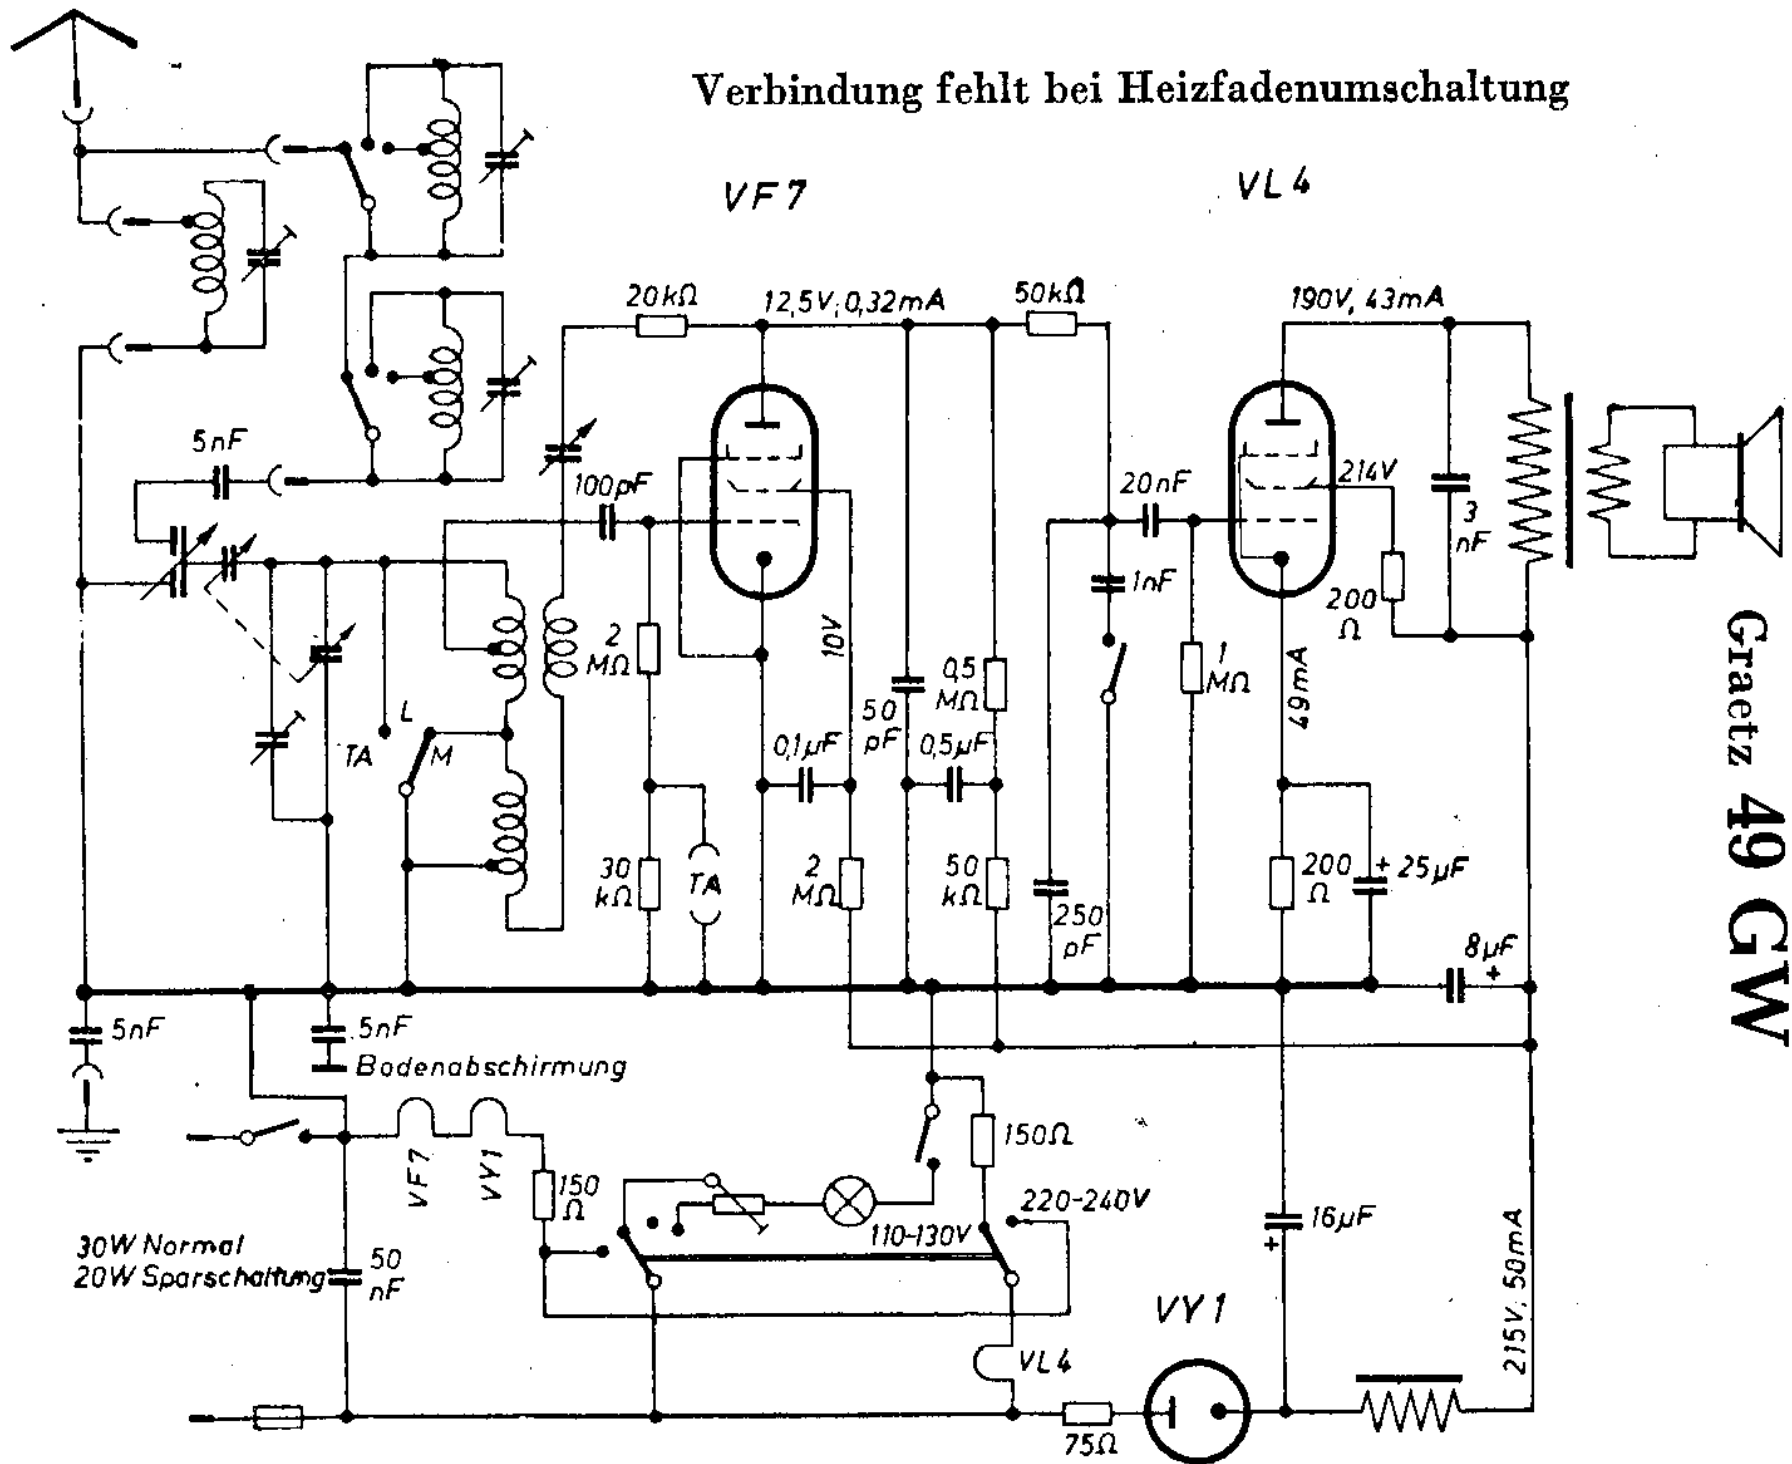 Verbindung fehlt bei Heizfadenumschaltung
VF7
VL4
20kΩ
12,5V; 0,32mA
50kΩ
190V, 43mA
5nF
100pF
20nF
214V
3
nF
1nF
200
Ω
2
MΩ
10V
0,5
MΩ
1
MΩ
49mA
L
TA
M
50
pF
0,1µF
0,5µF
30
kΩ
TA
2
MΩ
50
kΩ
250
pF
200
Ω
+ 25µF
8µF
+
Graetz 49 GW
5nF
5nF
Bodenabschirmung
VF7
VY1
150
Ω
150Ω
220-240V
110-130V
16µF
+
30W Normal
20W Sparschaltung
50
nF
VY1
VL4
215V, 50mA
75Ω